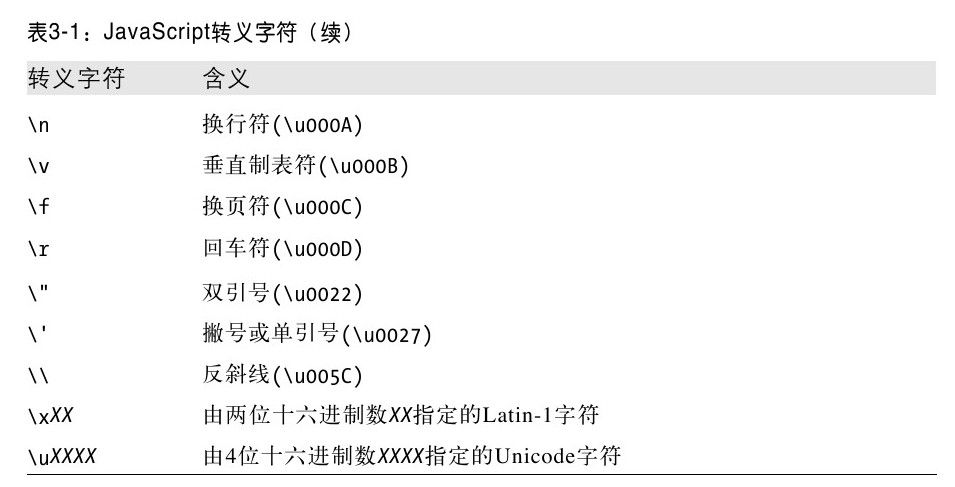 表3-1：JavaScript转义字符（续）
转义字符 含义
\n 换行符(\u000A)
\v 垂直制表符(\u000B)
\f 换页符(\u000C)
\r 回车符(\u000D)
\" 双引号(\u0022)
\' 撇号或单引号(\u0027)
\\ 反斜线(\u005C)
\xXX 由两位十六进制数XX指定的Latin-1字符
\uXXXX 由4位十六进制数XXXX指定的Unicode字符